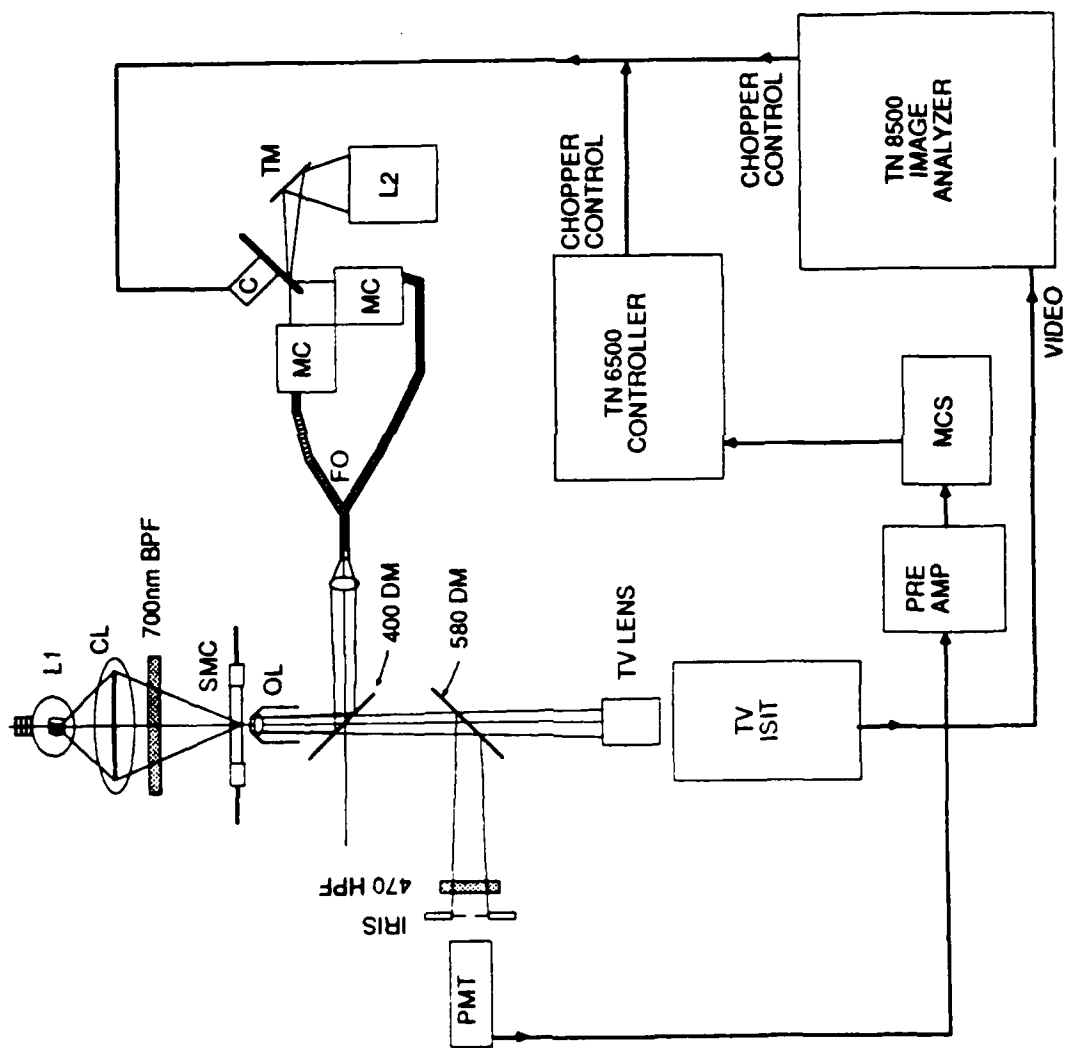 L1
CL
700nm BPF
SMC
OL
TM
L2
C
MC
MC
FO
400 DM
580 DM
470 HPF
IRIS
PMT
TV LENS
TV
ISIT
PRE
AMP
MCS
TN 6500
CONTROLLER
CHOPPER
CONTROL
CHOPPER
CONTROL
TN 8500
IMAGE
ANALYZER
VIDEO